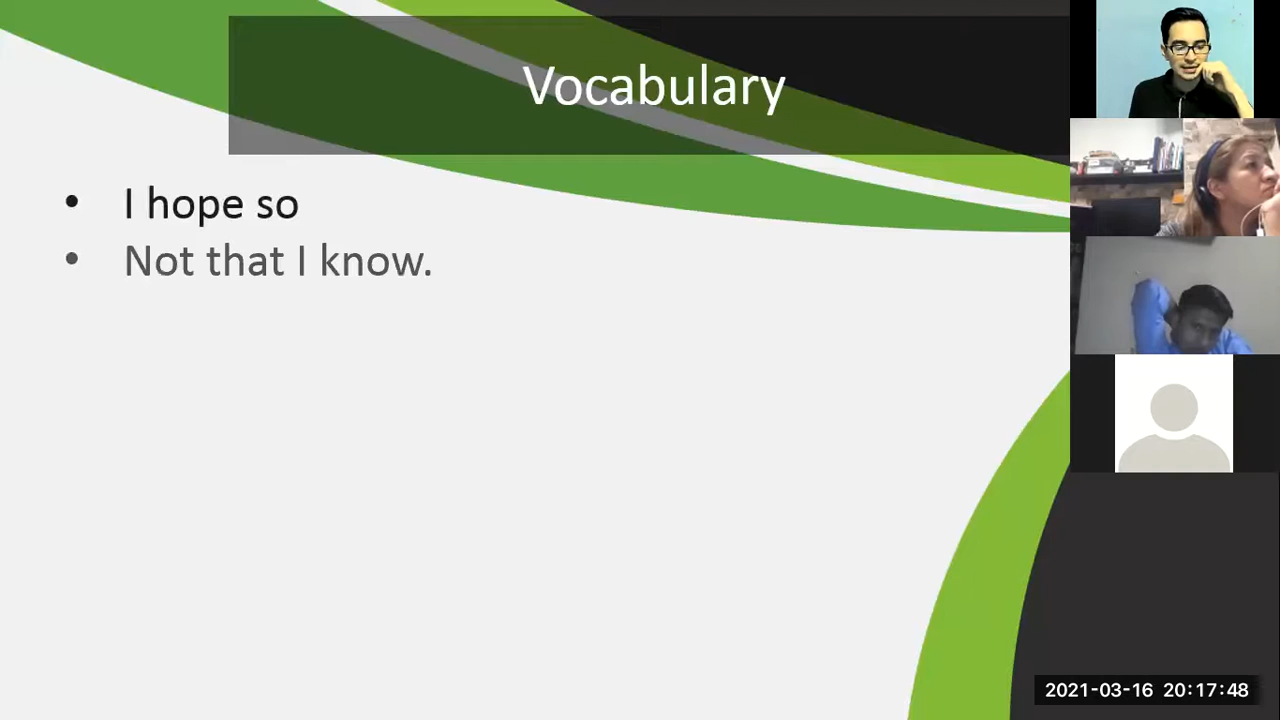 Vocabulary
• I hope so
• Not that I know.
2021-03-16 20:17:48